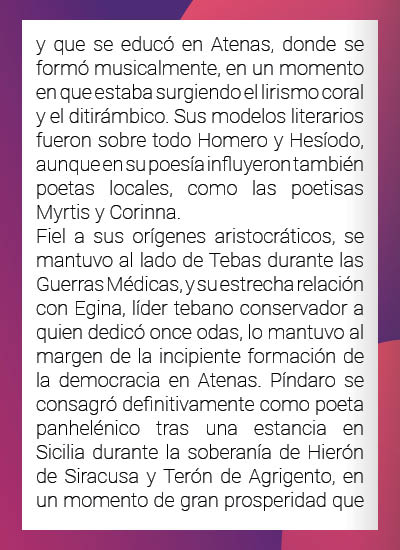 y que se educó en Atenas, donde se
formó musicalmente, en un momento
en que estaba surgiendo el lirismo coral
y el ditirámbico. Sus modelos literarios
fueron sobre todo Homero y Hesíodo,
aunque en su poesía influyeron también
poetas locales, como las poetisas
Myrtis y Corinna.
Fiel a sus orígenes aristocráticos, se
mantuvo al lado de Tebas durante las
Guerras Médicas, y su estrecha relación
con Egina, líder tebano conservador a
quien dedicó once odas, lo mantuvo al
margen de la incipiente formación de
la democracia en Atenas. Píndaro se
consagró definitivamente como poeta
panhelénico tras una estancia en
Sicilia durante la soberanía de Hierón
de Siracusa y Terón de Agrigento, en
un momento de gran prosperidad que